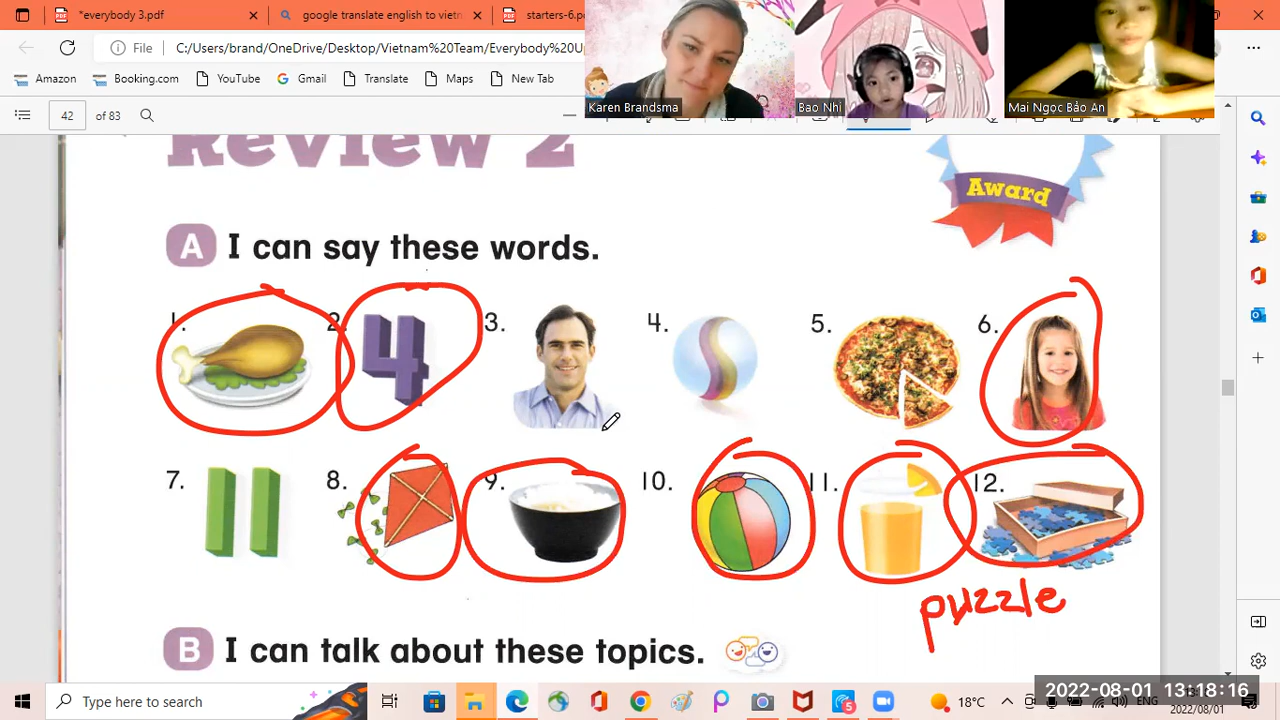 "everybody 3.pdf
google translate english to vietn
starters-6.p
File
C:/Users/brand/OneDrive/Desktop/Vietnam%20Team/Everybody%20U
Amazon
Booking.com
YouTube
Gmail
Translate
Maps
New Tab
Karen Brandsma
Bao Nhi
Mai Ngọc Bảo An
42 of 83
Review 2
Award
A I can say these words.
1.
2.
4
3.
4.
5.
6.
7.
11
8.
9.
10.
11.
12.
puzzle
B I can talk about these topics.
Type here to search
5
18°C
ENG
2022-08-01 13:18:16
2022/08/01